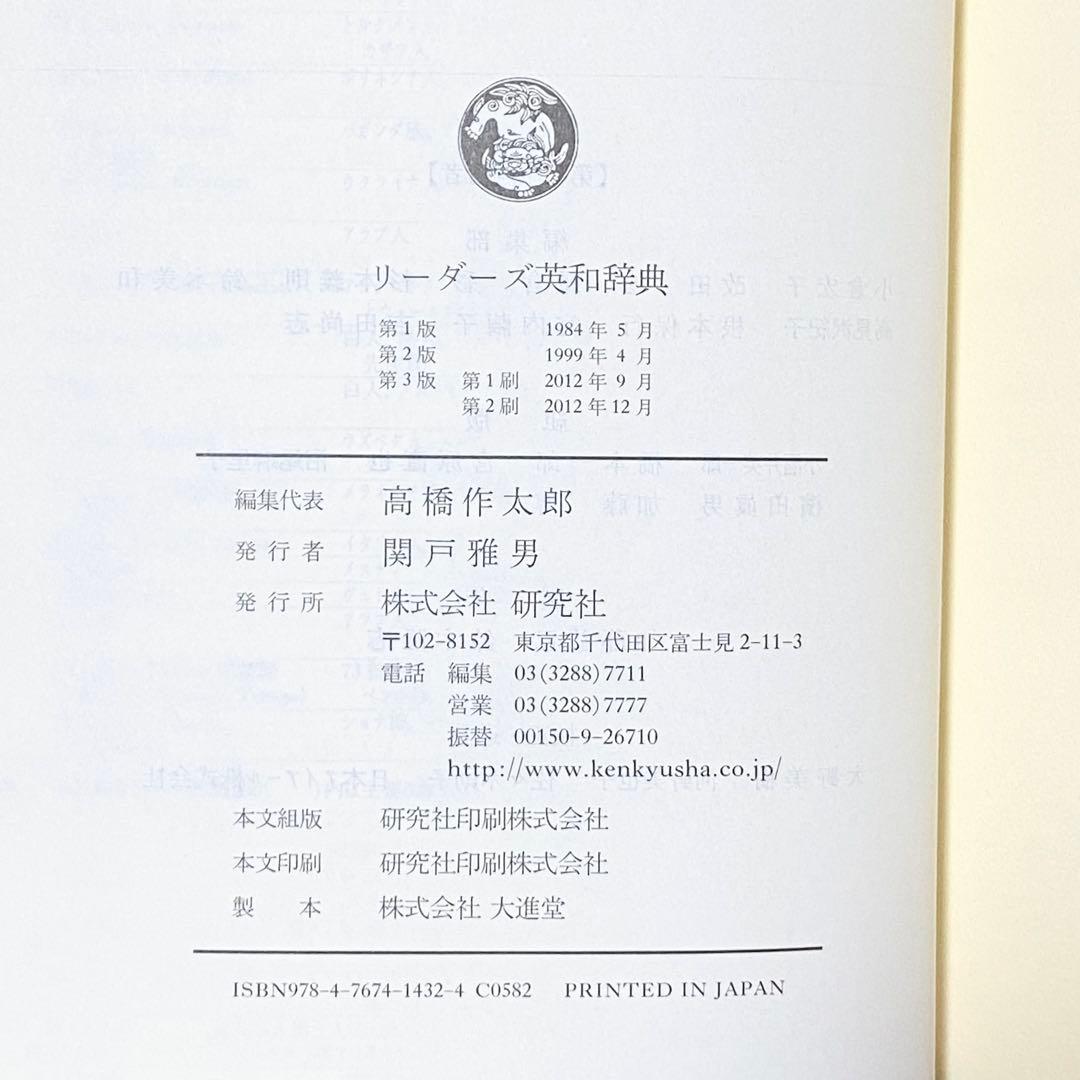 リーダーズ英和辞典
第1版 1984年5月
第2版 1999年4月
第3版 第1刷 2012年9月
第2刷 2012年12月
編集代表 高橋作太郎
発行者 関戸雅男
発行所 株式会社 研究社
〒102-8152 東京都千代田区富士見2-11-3
電話 編集 03(3288)7711
営業 03(3288)7777
振替 00150-9-26710
http://www.kenkyusha.co.jp/
本文組版 研究社印刷株式会社
本文印刷 研究社印刷株式会社
製本 株式会社 大進堂
ISBN978-4-7674-1432-4 C0582 PRINTED IN JAPAN